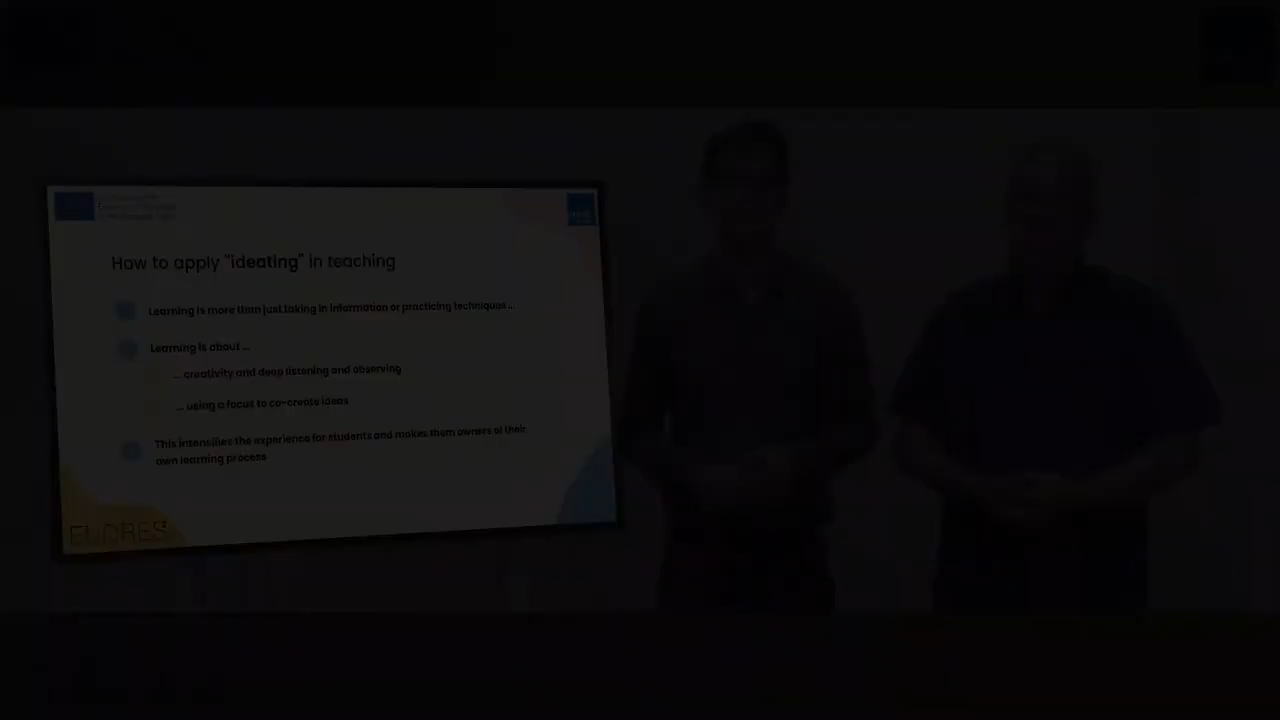 How to apply "ideating" in teaching
Learning is more than just taking in information or practicing techniques ...
Learning is about ...
... creativity and deep listening and observing
... using a focus to co-create ideas
This intensifies the experience for students and makes them owners of their
own learning process